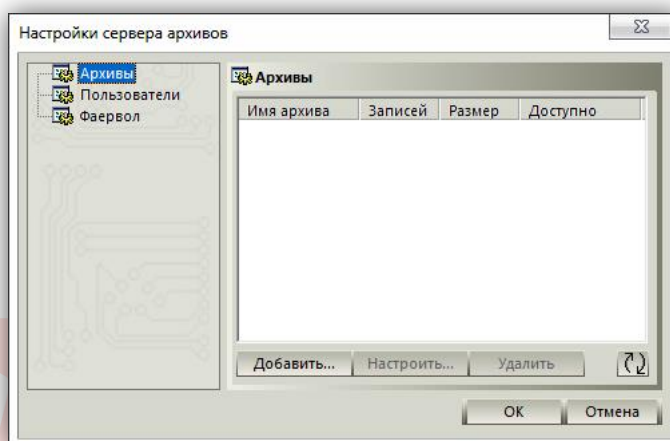 Настройки сервера архивов
Архивы
Пользователи
Фаервол
Архивы
Имя архива Записей Размер Доступно
Добавить... Настроить... Удалить
OK Отмена